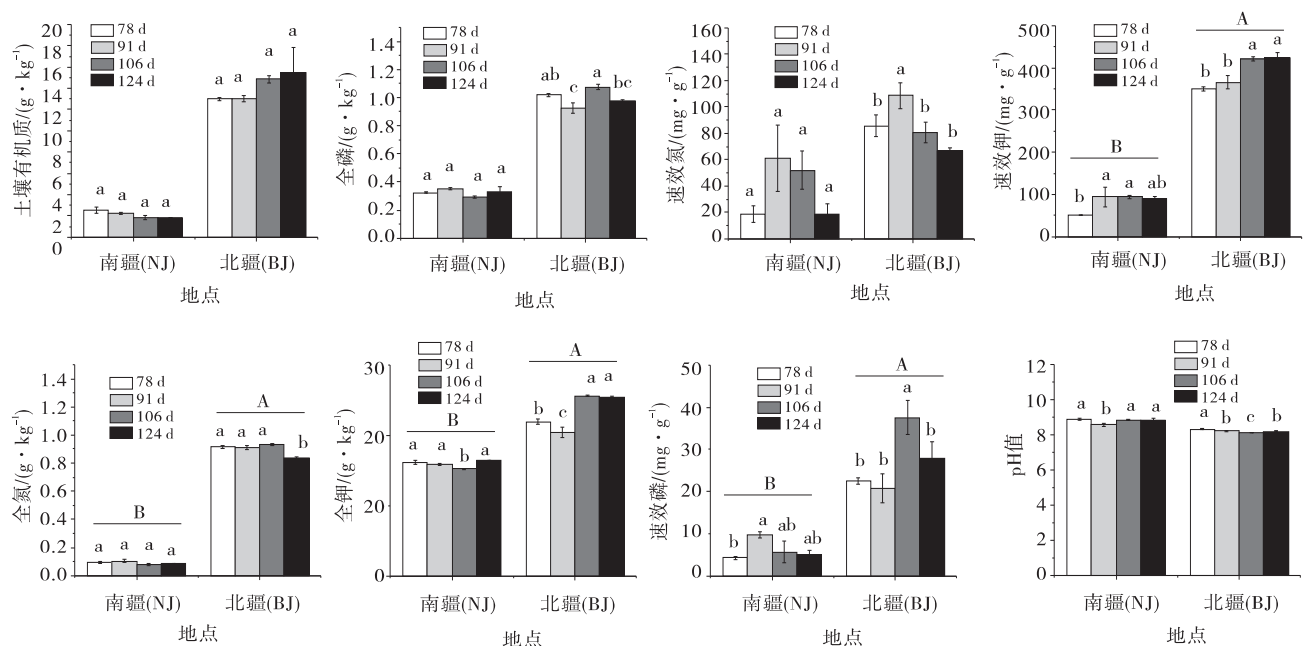 土壤有机质/(g·kg⁻¹)
20
18
16
14
12
10
8
6
4
2
0
78 d
91 d
106 d
124 d
a a a a
a a a a
南疆(NJ) 北疆(BJ)
地点
全磷/(g·kg⁻¹)
1.4
1.2
1.0
0.8
0.6
0.4
0.2
0.0
78 d
91 d
106 d
124 d
a a a a
ab c a bc
南疆(NJ) 北疆(BJ)
地点
速效氮/(mg·g⁻¹)
160
140
120
100
80
60
40
20
0
78 d
91 d
106 d
124 d
a a a a
b a b b
南疆(NJ) 北疆(BJ)
地点
速效钾/(mg·g⁻¹)
500
400
300
200
100
0
78 d
91 d
106 d
124 d
B
b a a ab
A
b b a a
南疆(NJ) 北疆(BJ)
地点
全氮/(g·kg⁻¹)
1.4
1.2
1.0
0.8
0.6
0.4
0.2
0.0
78 d
91 d
106 d
124 d
B
a a a a
A
a a a b
南疆(NJ) 北疆(BJ)
地点
全钾/(g·kg⁻¹)
30
20
20
0
78 d
91 d
106 d
124 d
B
a a b a
A
b c a a
南疆(NJ) 北疆(BJ)
地点
速效磷/(mg·g⁻¹)
50
40
30
20
10
0
78 d
91 d
106 d
124 d
B
b a ab ab
A
b b a b
南疆(NJ) 北疆(BJ)
地点
pH值
12
10
8
6
4
2
0
78 d
91 d
106 d
124 d
a b a a
a b c b
南疆(NJ) 北疆(BJ)
地点